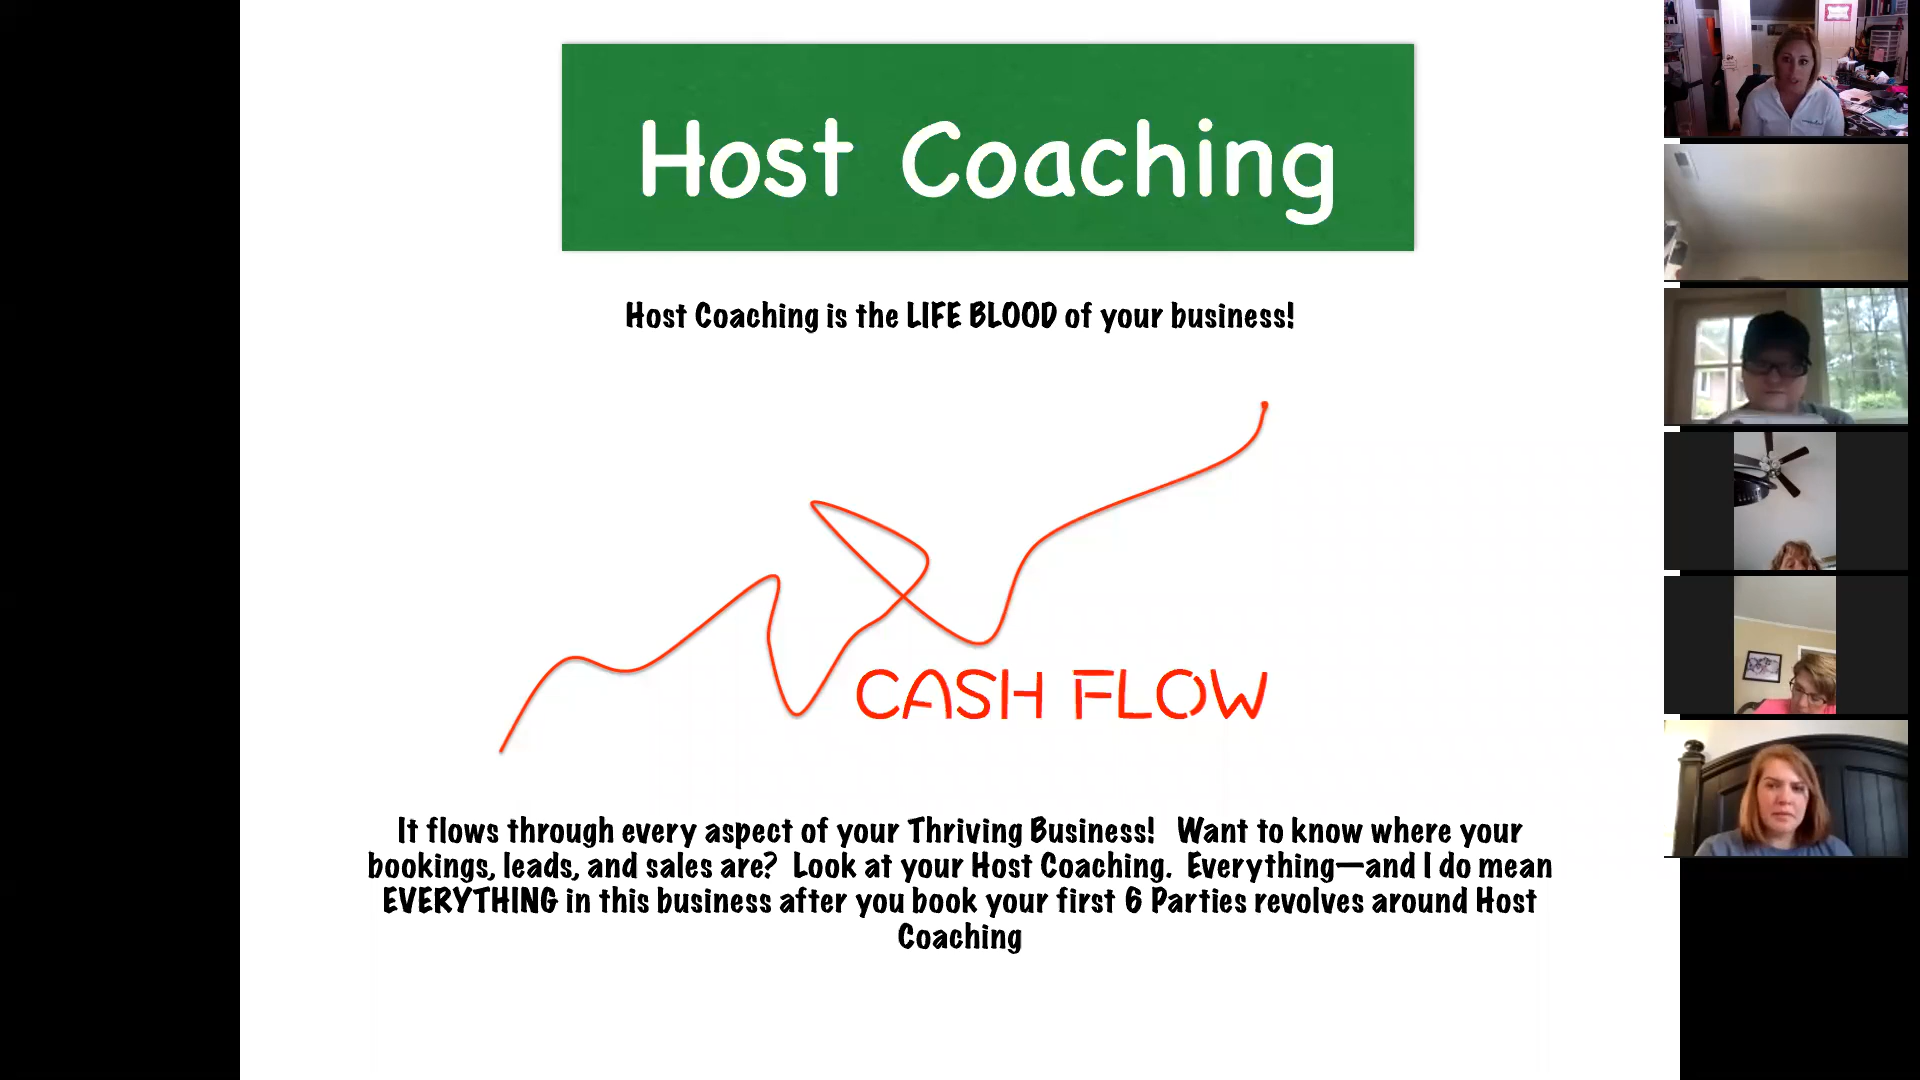 Host Coaching
Host Coaching is the LIFE BLOOD of your business!
CASH FLOW
It flows through every aspect of your Thriving Business! Want to know where your
bookings, leads, and sales are? Look at your Host Coaching. Everything—and I do mean
EVERYTHING in this business after you book your first 6 Parties revolves around Host
Coaching